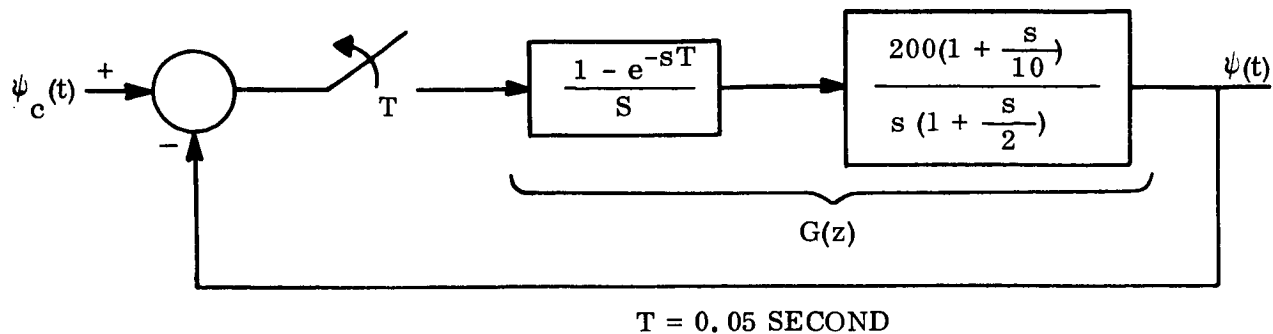 ψc(t)
+
−
T
1 - e^-sT
S
200(1 + s/10)
s (1 + s/2)
ψ(t)
G(z)
T = 0.05 SECOND